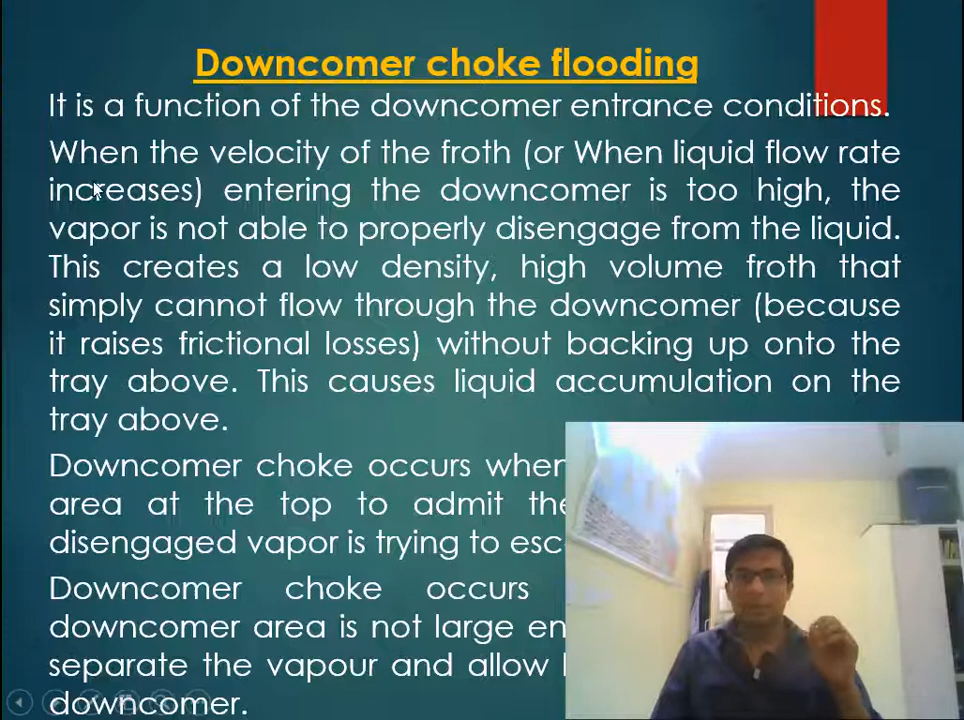 Downcomer choke flooding
It is a function of the downcomer entrance conditions.
When the velocity of the froth (or When liquid flow rate
increases) entering the downcomer is too high, the
vapor is not able to properly disengage from the liquid.
This creates a low density, high volume froth that
simply cannot flow through the downcomer (because
it raises frictional losses) without backing up onto the
tray above. This causes liquid accumulation on the
tray above.
Downcomer choke occurs when
area at the top to admit the
disengaged vapor is trying to esc
Downcomer choke occurs
downcomer area is not large en
separate the vapour and allow
downcomer.